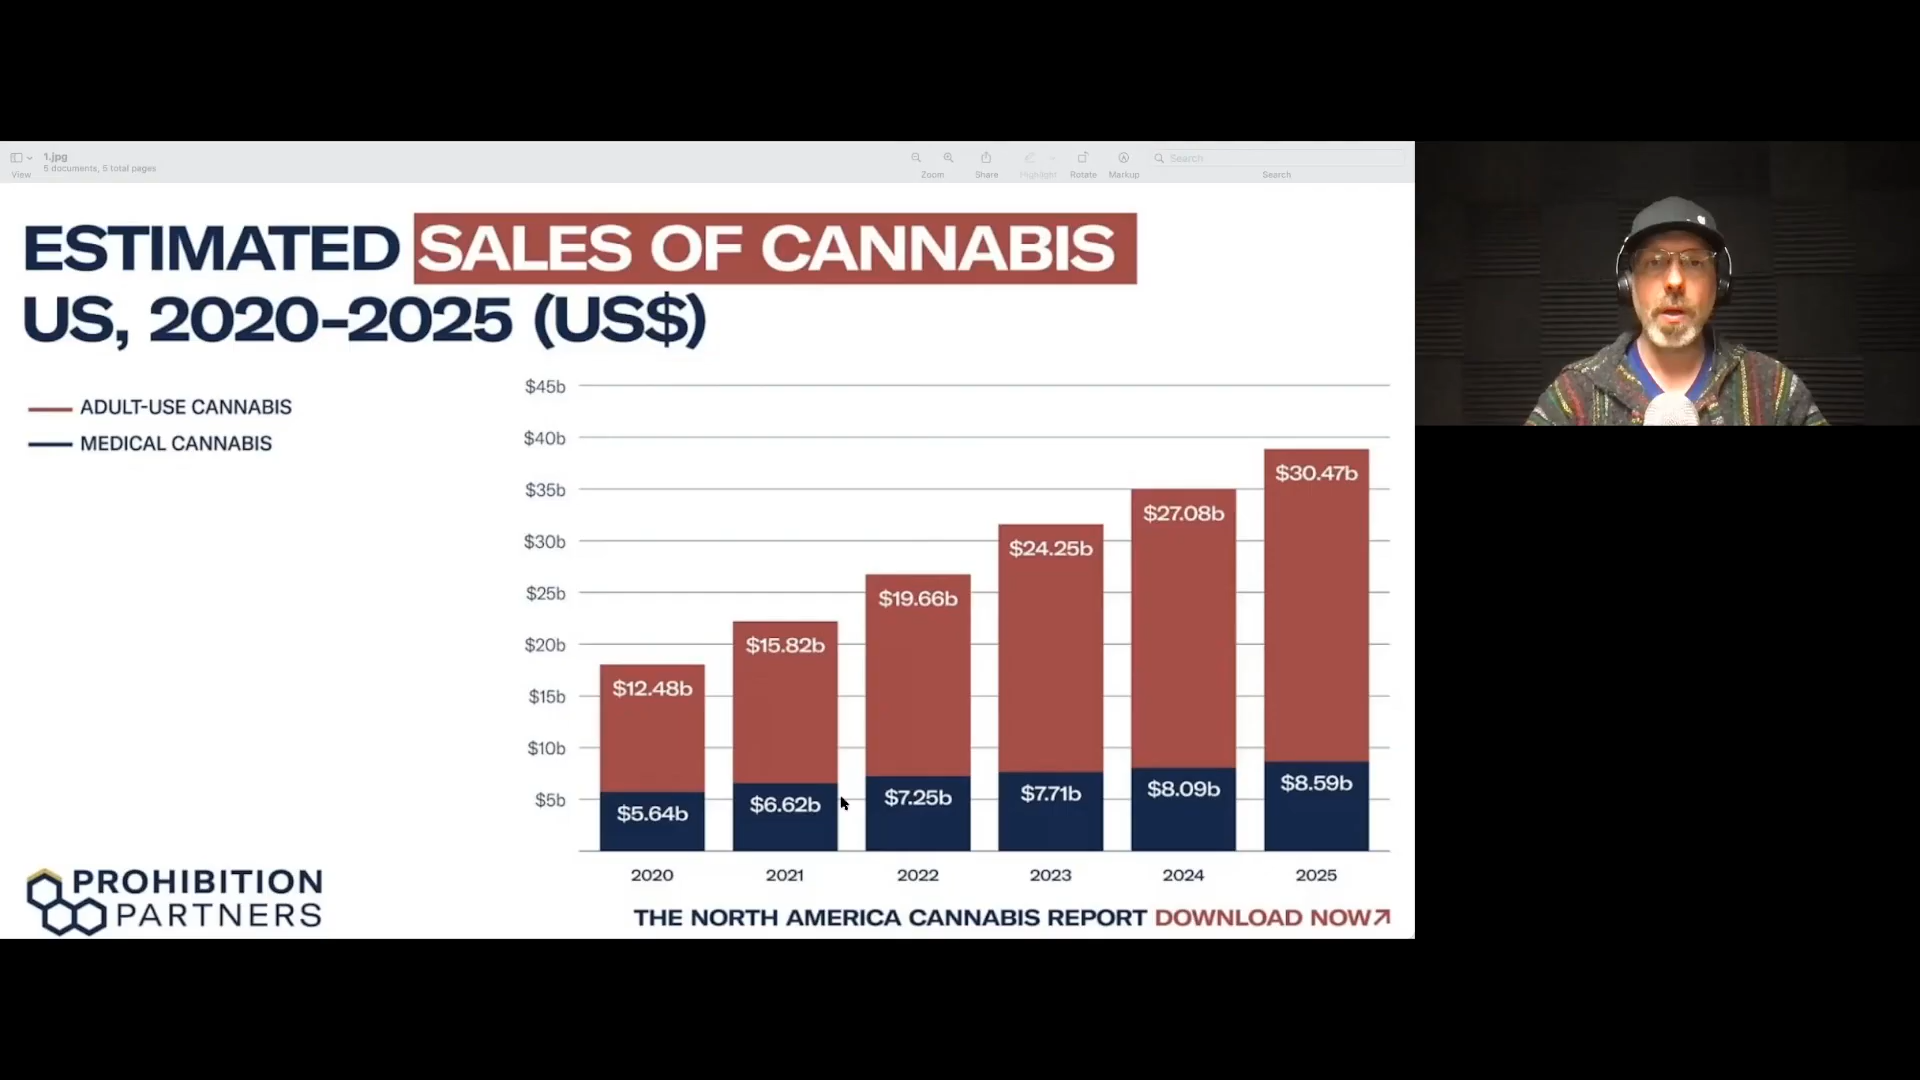 1.jpg
5 documents, 5 total pages
View
Zoom
Share
Highlight
Rotate
Markup
Search
Search
ESTIMATED SALES OF CANNABIS
US, 2020-2025 (US$)
ADULT-USE CANNABIS
MEDICAL CANNABIS
$45b
$40b
$35b
$30b
$25b
$20b
$15b
$10b
$5b
$12.48b
$15.82b
$19.66b
$24.25b
$27.08b
$30.47b
$5.64b
$6.62b
$7.25b
$7.71b
$8.09b
$8.59b
2020 2021 2022 2023 2024 2025
PROHIBITION
PARTNERS
THE NORTH AMERICA CANNABIS REPORT DOWNLOAD NOW